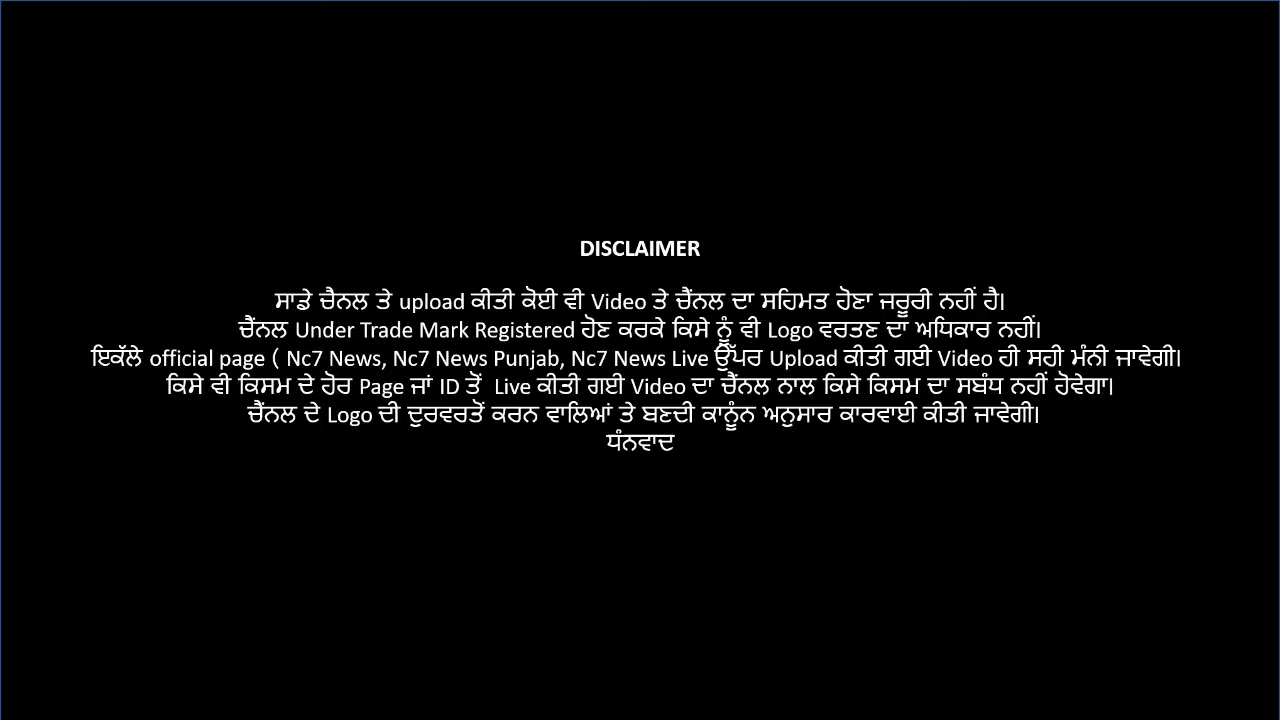 DISCLAIMER
ਸਾਡੇ ਚੈਨਲ ਤੇ upload ਕੀਤੀ ਕੋਈ ਵੀ Video ਤੇ ਚੈਂਨਲ ਦਾ ਸਹਿਮਤ ਹੋਣਾ ਜਰੂਰੀ ਨਹੀਂ ਹੈ।
ਚੈਂਨਲ Under Trade Mark Registered ਹੋਣ ਕਰਕੇ ਕਿਸੇ ਨੂੰ ਵੀ Logo ਵਰਤਣ ਦਾ ਅਧਿਕਾਰ ਨਹੀਂ।
ਇਕੱਲੇ official page ( Nc7 News, Nc7 News Punjab, Nc7 News Live ਉੱਪਰ Upload ਕੀਤੀ ਗਈ Video ਹੀ ਸਹੀ ਮੰਨੀ ਜਾਵੇਗੀ।
ਕਿਸੇ ਵੀ ਕਿਸਮ ਦੇ ਹੋਰ Page ਜਾਂ ID ਤੋਂ  Live ਕੀਤੀ ਗਈ Video ਦਾ ਚੈਂਨਲ ਨਾਲ ਕਿਸੇ ਕਿਸਮ ਦਾ ਸਬੰਧ ਨਹੀਂ ਹੋਵੇਗਾ।
ਚੈਂਨਲ ਦੇ Logo ਦੀ ਦੁਰਵਰਤੋਂ ਕਰਨ ਵਾਲਿਆਂ ਤੇ ਬਣਦੀ ਕਾਨੂੰਨ ਅਨੁਸਾਰ ਕਾਰਵਾਈ ਕੀਤੀ ਜਾਵੇਗੀ।
ਧੰਨਵਾਦ